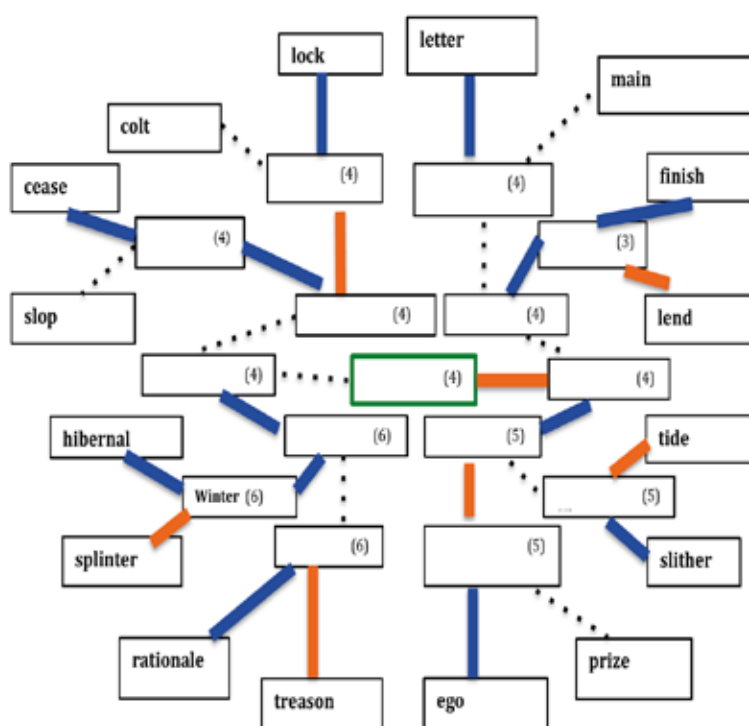 lock
letter
main
colt
(4)
(4)
cease
finish
(4)
(3)
slop
(4)
(4)
lend
(4)
(4)
(4)
hibernal
(6)
(5)
tide
Winter (6)
(5)
splinter
(6)
(5)
slither
rationale
prize
treason
ego